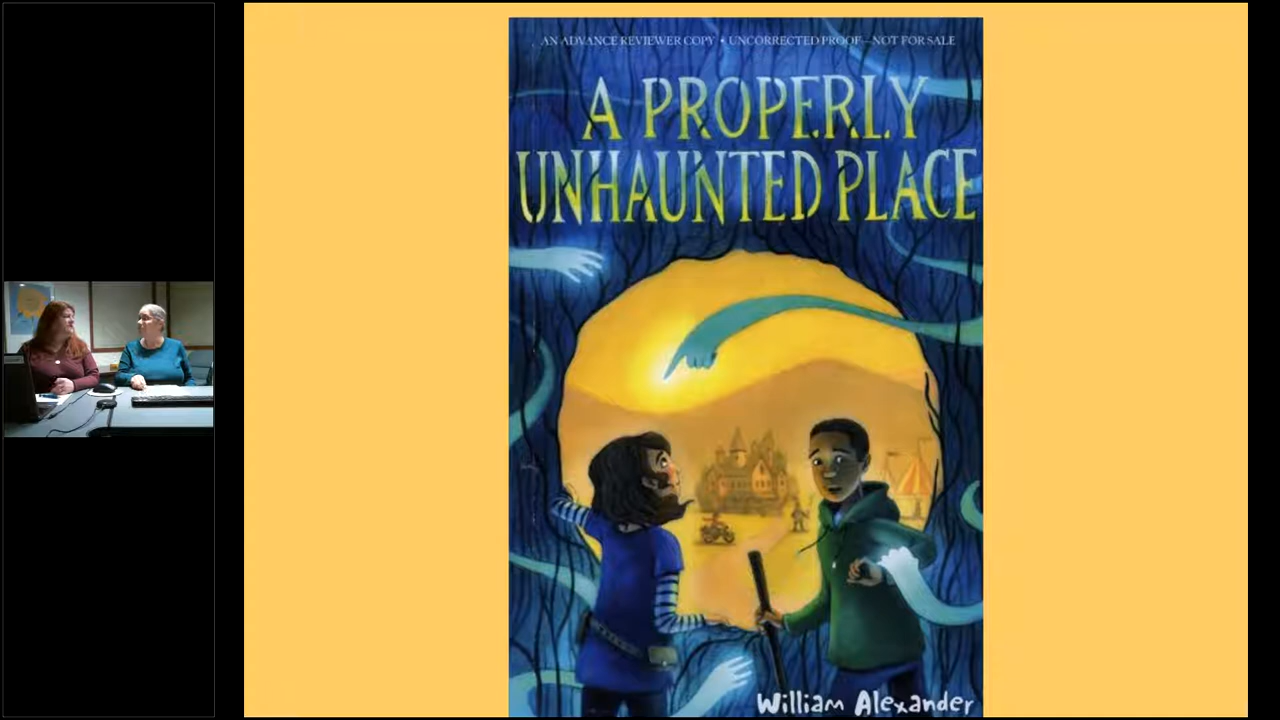 AN ADVANCE REVIEWER COPY • UNCORRECTED PROOF—NOT FOR SALE
A PROPERLY
UNHAUNTED PLACE
William Alexander